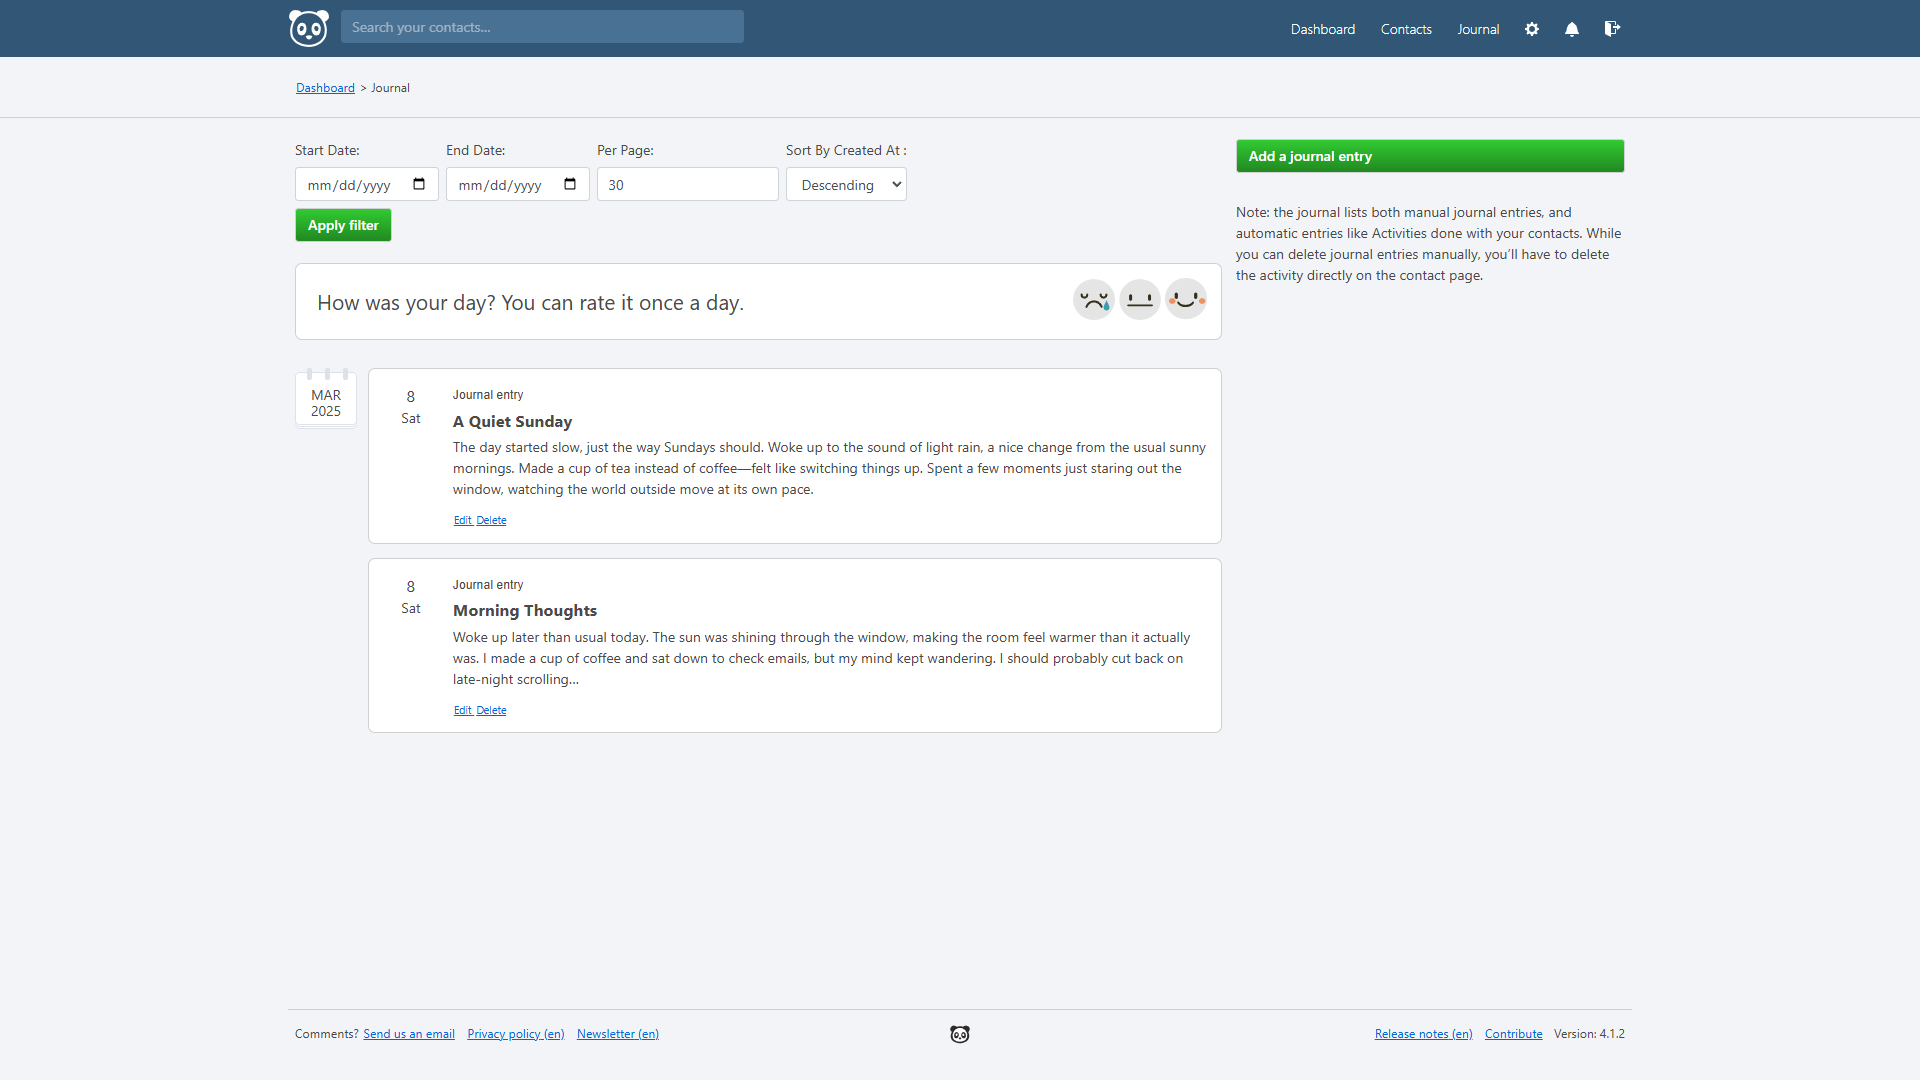 Search your contacts...
Dashboard
Contacts
Journal
Dashboard > Journal
Start Date:
End Date:
Per Page:
Sort By Created At :
mm/dd/yyyy
mm/dd/yyyy
30
Descending
Apply filter
Add a journal entry
Note: the journal lists both manual journal entries, and
automatic entries like Activities done with your contacts. While
you can delete journal entries manually, you’ll have to delete
the activity directly on the contact page.
How was your day? You can rate it once a day.
MAR
2025
8
Sat
Journal entry
A Quiet Sunday
The day started slow, just the way Sundays should. Woke up to the sound of light rain, a nice change from the usual sunny
mornings. Made a cup of tea instead of coffee—felt like switching things up. Spent a few moments just staring out the
window, watching the world outside move at its own pace.
Edit Delete
8
Sat
Journal entry
Morning Thoughts
Woke up later than usual today. The sun was shining through the window, making the room feel warmer than it actually
was. I made a cup of coffee and sat down to check emails, but my mind kept wandering. I should probably cut back on
late-night scrolling...
Edit Delete
Comments? Send us an email Privacy policy (en) Newsletter (en)
Release notes (en) Contribute Version: 4.1.2